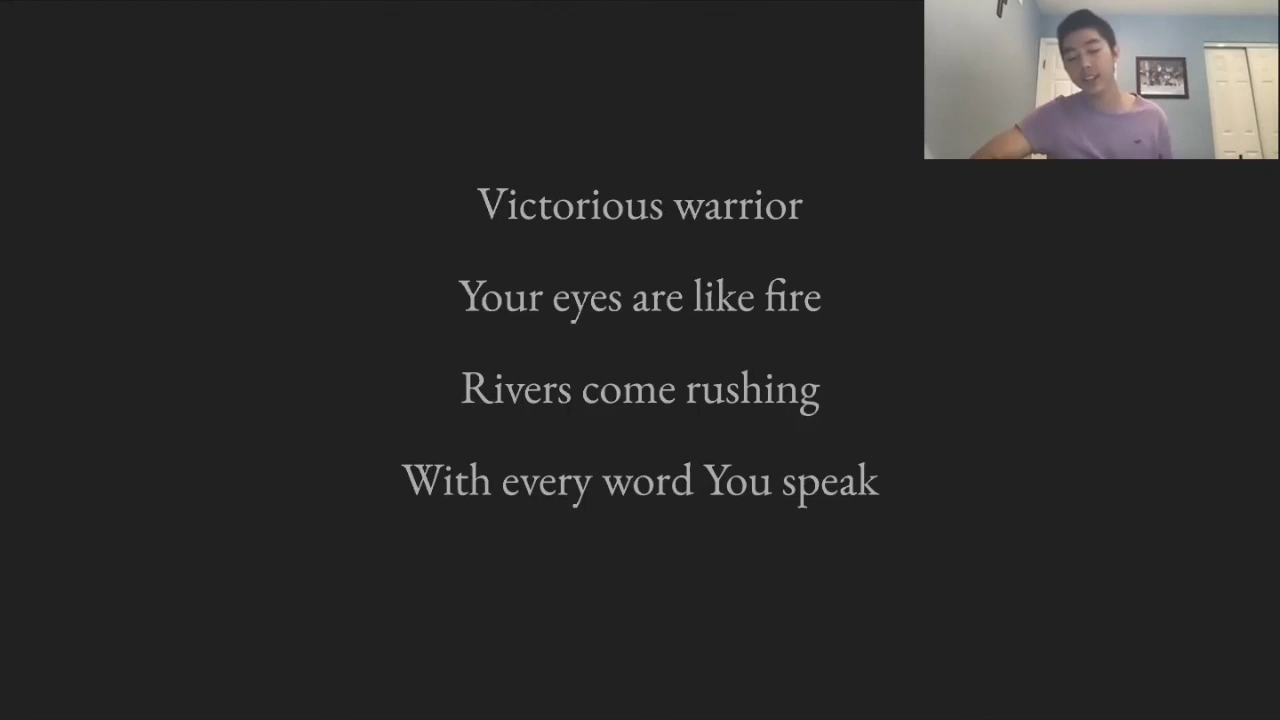 Victorious warrior
Your eyes are like fire
Rivers come rushing
With every word You speak